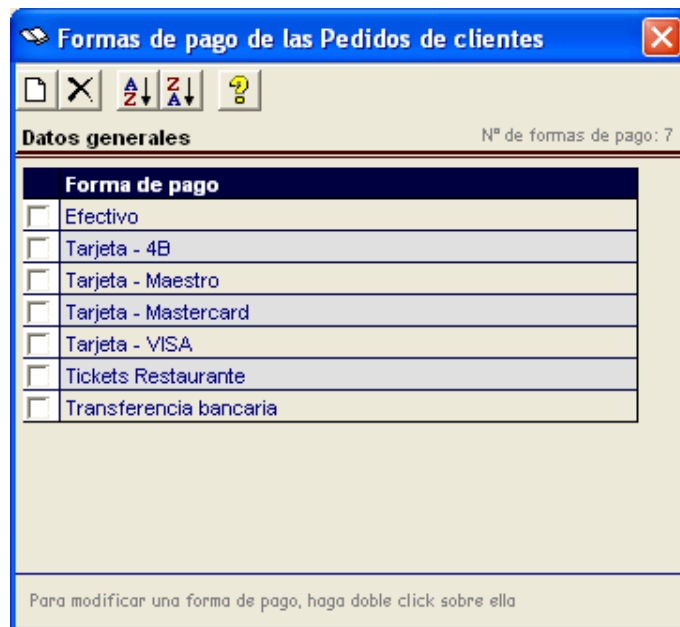 Formas de pago de las Pedidos de clientes
Datos generales
Nº de formas de pago: 7
Forma de pago
Efectivo
Tarjeta - 4B
Tarjeta - Maestro
Tarjeta - Mastercard
Tarjeta - VISA
Tickets Restaurante
Transferencia bancaria
Para modificar una forma de pago, haga doble click sobre ella